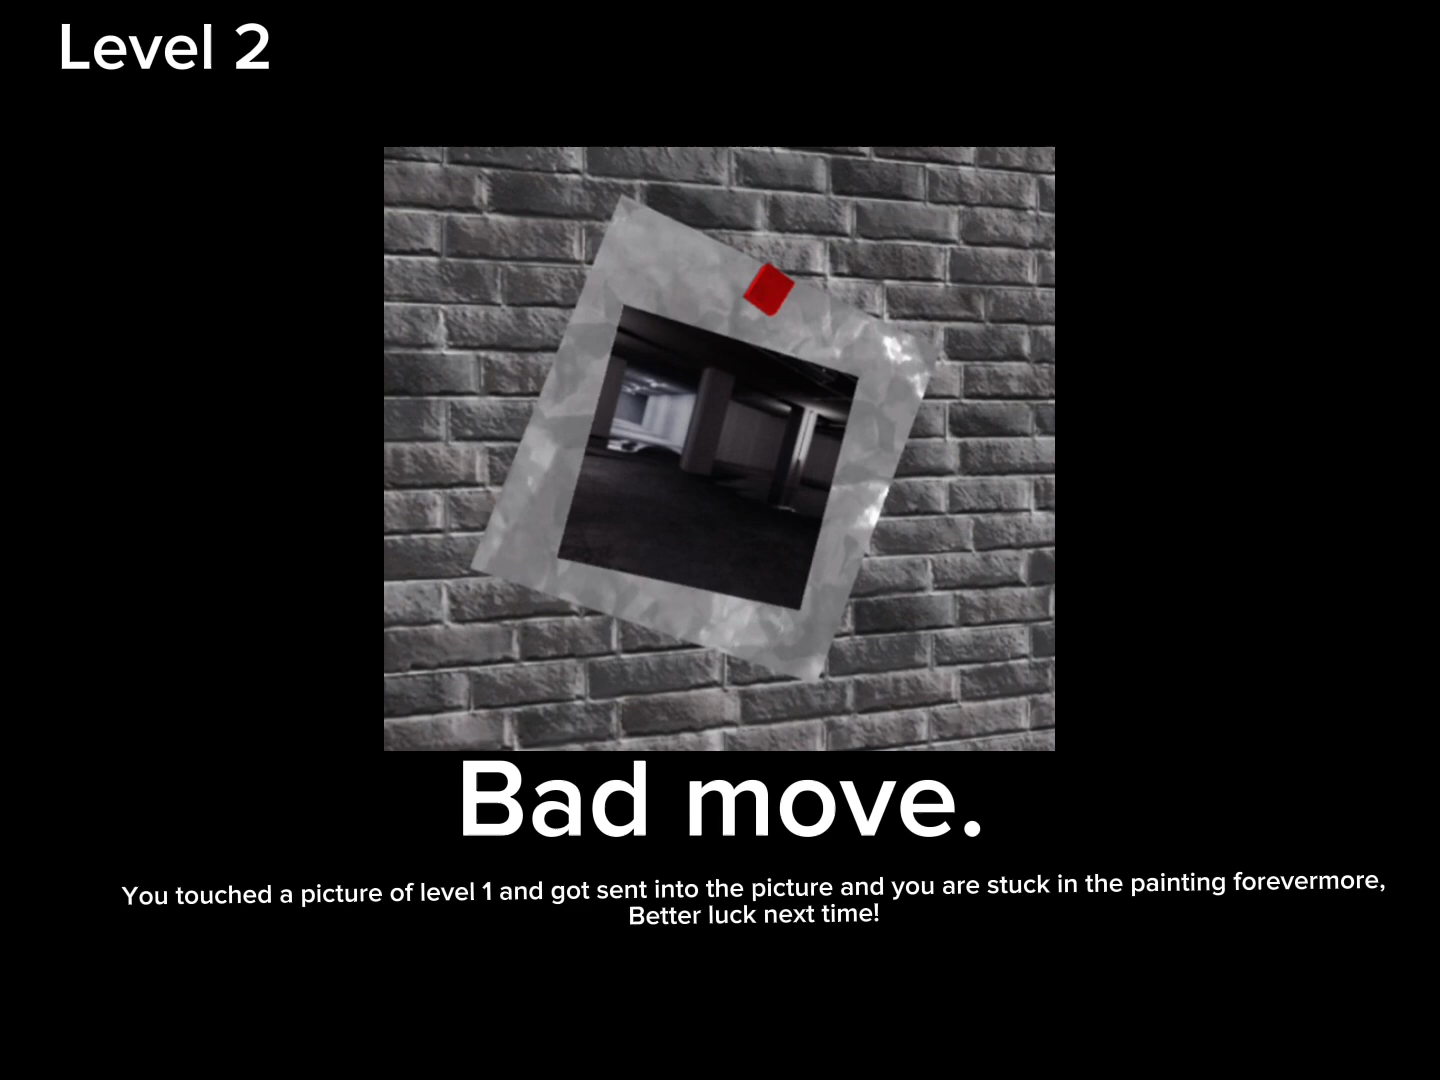 Level 2
Bad move.
You touched a picture of level 1 and got sent into the picture and you are stuck in the painting forevermore,
Better luck next time!